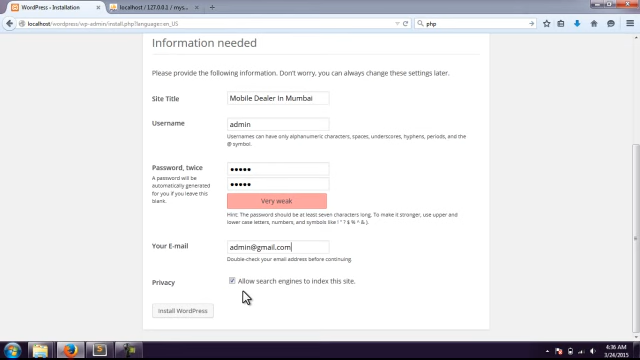 WordPress › Installation
localhost / 127.0.0.1 / mys...
localhost/wordpress/wp-admin/install.php?language=en_US
php
Information needed
Please provide the following information. Don't worry, you can always change these settings later.
Site Title
Mobile Dealer in Mumbai
Username
admin
Usernames can have only alphanumeric characters, spaces, underscores, hyphens, periods, and the
@ symbol.
Password, twice
A password will be
automatically generated
for you if you leave this
blank.
●●●●●
●●●●●
Very weak
Hint: The password should be at least seven characters long. To make it stronger, use upper and
lower case letters, numbers, and symbols like ! " ? $ % ^ & ).
Your E-mail
admin@gmail.com
Double-check your email address before continuing.
Privacy
Allow search engines to index this site.
Install WordPress
4:36 AM
3/24/2015